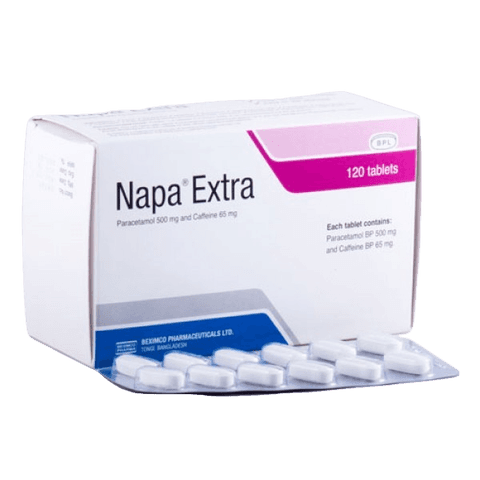 BPL
120 tablets
Napa® Extra
Paracetamol 500 mg and Caffeine 65 mg
Each tablet contains:
Paracetamol BP 500 mg
and Caffeine BP 65 mg
BEXIMCO PHARMACEUTICALS LTD.
TONGI BANGLADESH